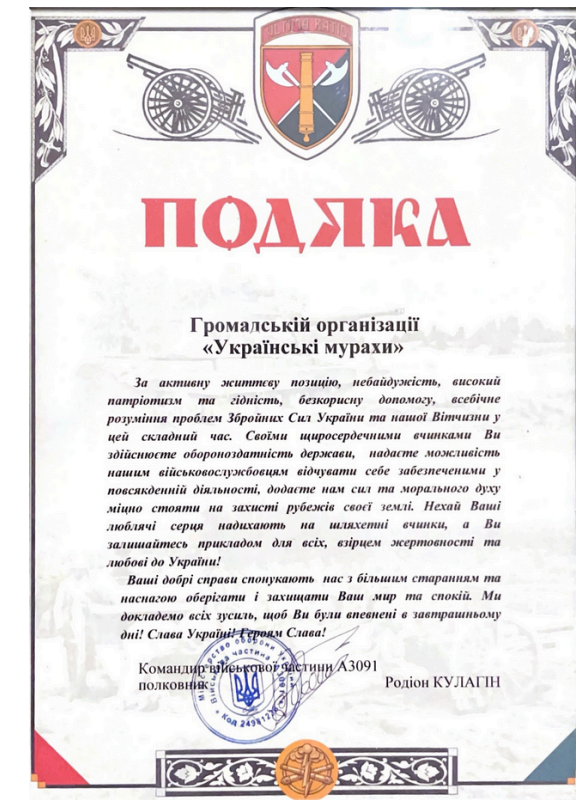 ПОДЯКА
Громадській організації
«Українські мурахи»
За активну життєву позицію, небайдужість, високий
патріотизм та гідність, безкорисну допомогу, всебічне
розуміння проблем Збройних Сил України та нашої Вітчизни у
цей складний час. Своїми щиросердечними вчинками Ви
здійснюєте обороноздатність держави, надаєте можливість
нашим військовослужбовцям відчувати себе забезпеченими у
повсякденній діяльності, додаєте нам сил та морального духу
міцно стояти на захисті рубежів своєї землі. Нехай Ваші
люблячі серця надихають на шляхетні вчинки, а Ви
залишайтесь прикладом для всіх, взірцем жертовності та
любові до України!
Ваші добрі справи спонукають нас з більшим старанням та
наснагою оберігати і захищати Ваш мир та спокій. Ми
докладемо всіх зусиль, щоб Ви були впевнені в завтрашньому
дні! Слава Україні! Героям Слава!
Командир військової частини А3091
полковник Родіон КУЛАГІН
Міністерство оборони України
Військова частина